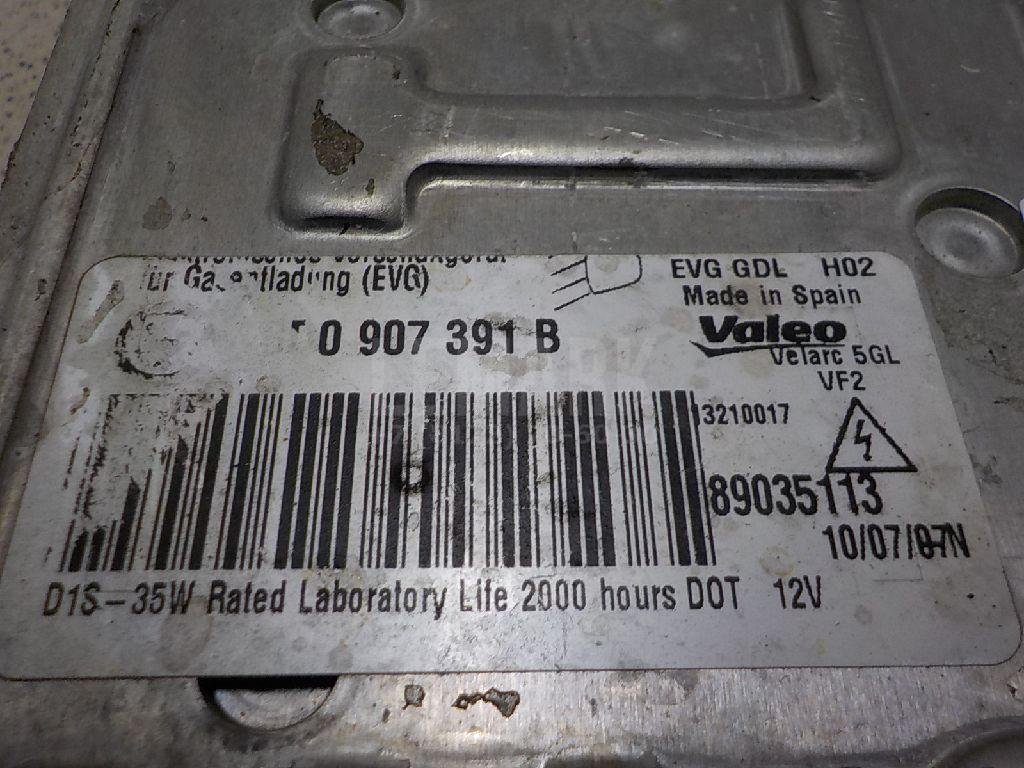 für Gasentladung (EVG)
0 907 391 B
EVG GDL H02
Made in Spain
Valeo
Velarc 5GL
VF2
3210017
89035113
10/07/07N
D1S-35W Rated Laboratory Life 2000 hours DOT 12V